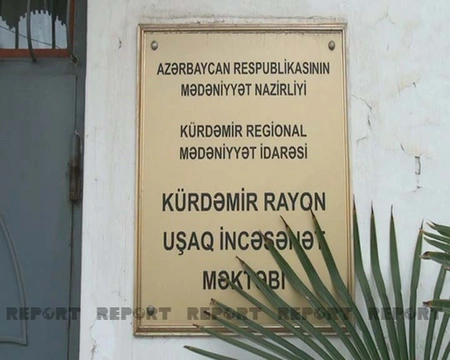 AZƏRBAYCAN RESPUBLİKASININ
MƏDƏNİYYƏT NAZİRLİYİ
KÜRDƏMİR REGIONAL
MƏDƏNİYYƏT İDARƏSİ
KÜRDƏMİR RAYON
UŞAQ İNCƏSƏNƏT
MƏKTƏBİ
REPORT REPORT REPORT REPORT REPORT